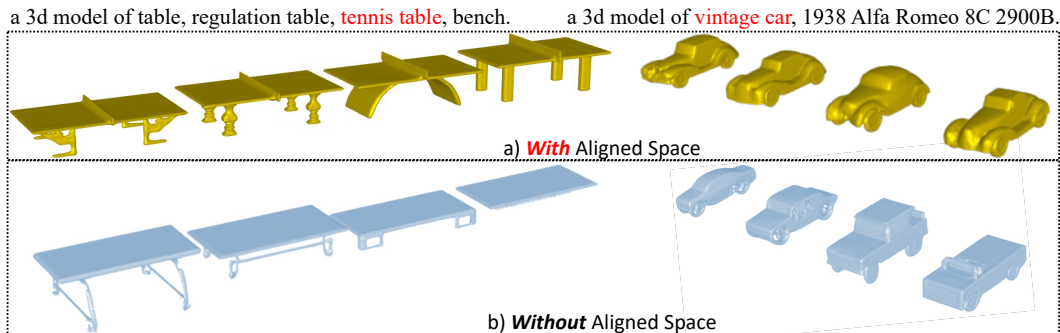 a 3d model of table, regulation table, tennis table, bench.
a 3d model of vintage car, 1938 Alfa Romeo 8C 2900B.
a) With Aligned Space
b) Without Aligned Space